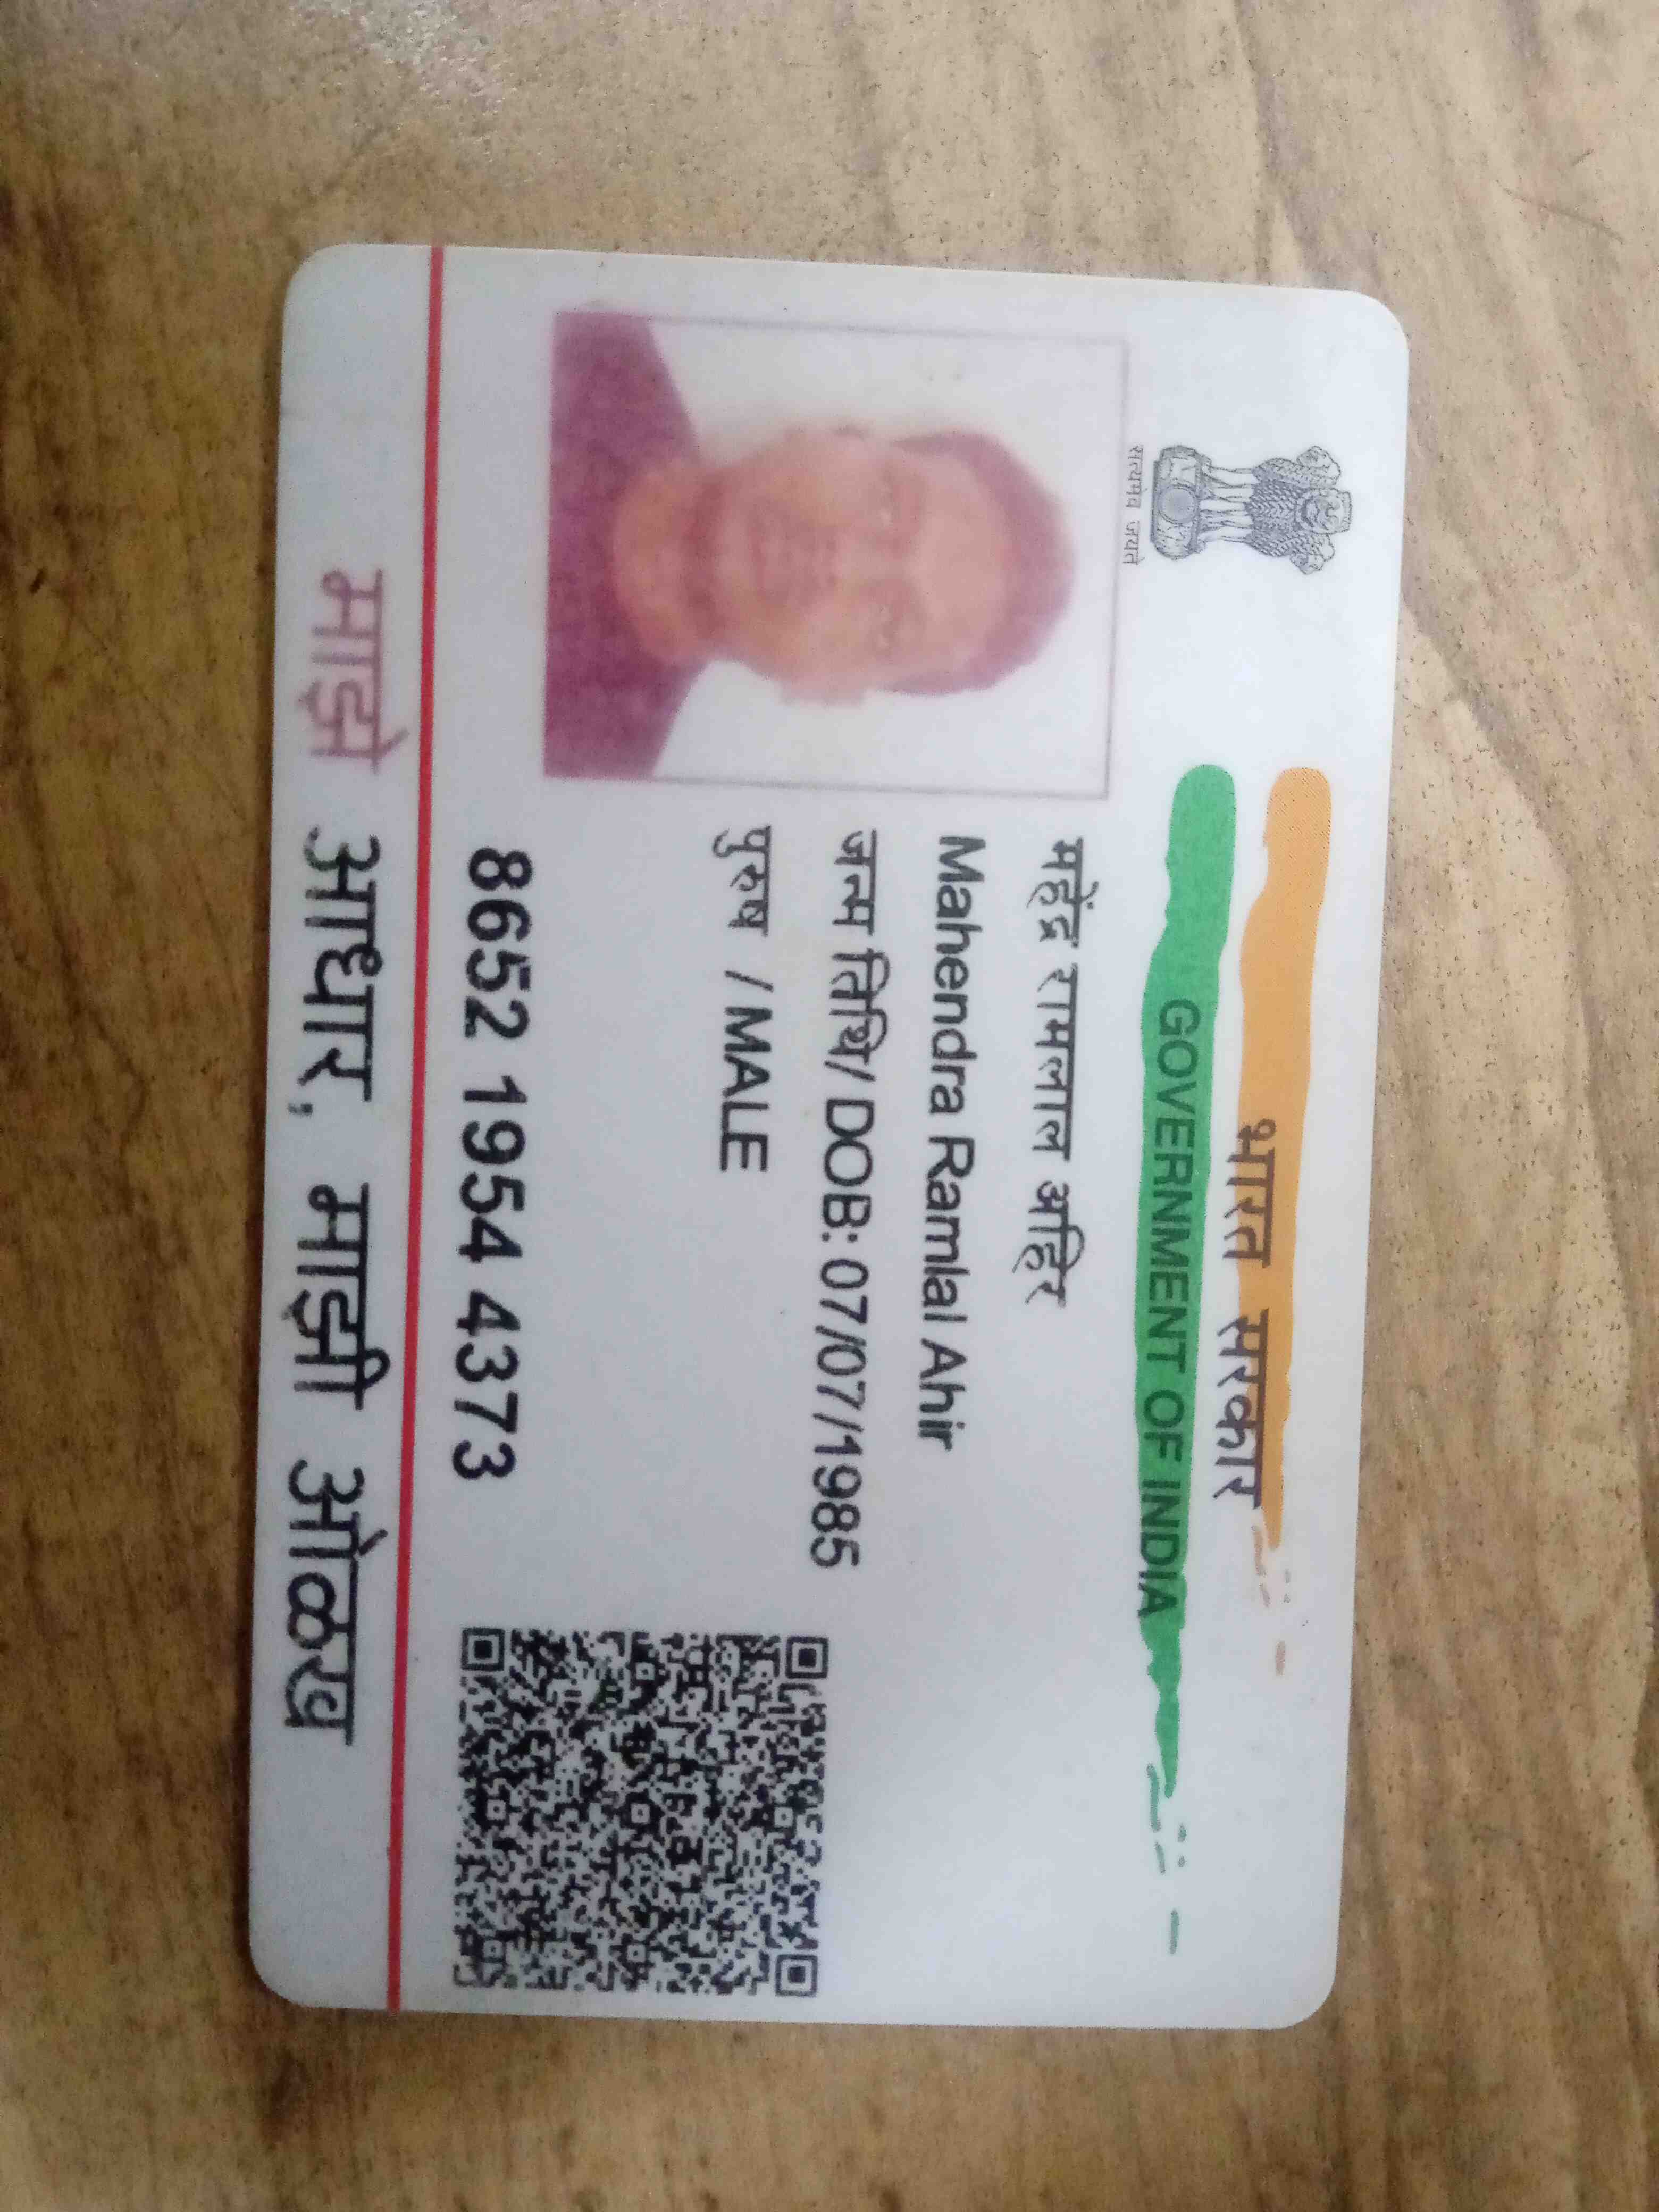 सत्यमेव जयते
भारत सरकार
GOVERNMENT OF INDIA
महेंद्र रामलाल अहिर
Mahendra Ramlal Ahir
जन्म तिथि/ DOB: 07/07/1985
पुरुष / MALE
8652 1954 4373
माझे आधार, माझी ओळख